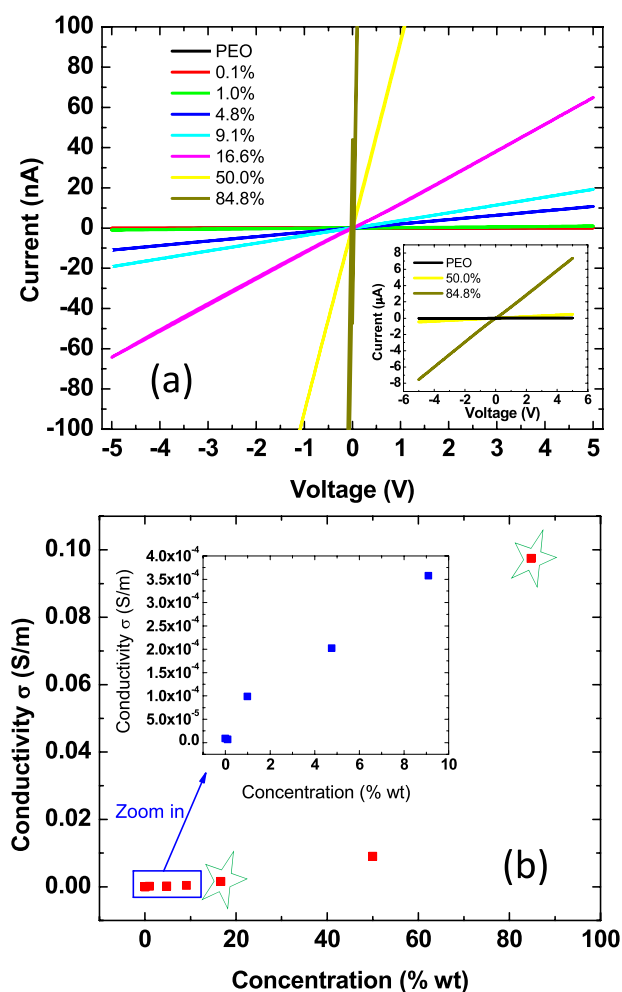 100
80
60
40
20
0
-20
-40
-60
-80
-100
Current (nA)
PEO
0.1%
1.0%
4.8%
9.1%
16.6%
50.0%
84.8%
(a)
8
6
4
2
0
-2
-4
-6
-8
Current (µA)
PEO
50.0%
84.8%
-6 -4 -2 0 2 4 6
Voltage (V)
-5 -4 -3 -2 -1 0 1 2 3 4 5
Voltage (V)
0.10
0.08
0.06
0.04
0.02
0.00
Conductivity σ (S/m)
4.0x10⁻⁴
3.5x10⁻⁴
3.0x10⁻⁴
2.5x10⁻⁴
2.0x10⁻⁴
1.5x10⁻⁴
1.0x10⁻⁴
5.0x10⁻⁵
0.0
Conductivity σ (S/m)
0 2 4 6 8 10
Concentration (% wt)
Zoom in
(b)
0 20 40 60 80 100
Concentration (% wt)